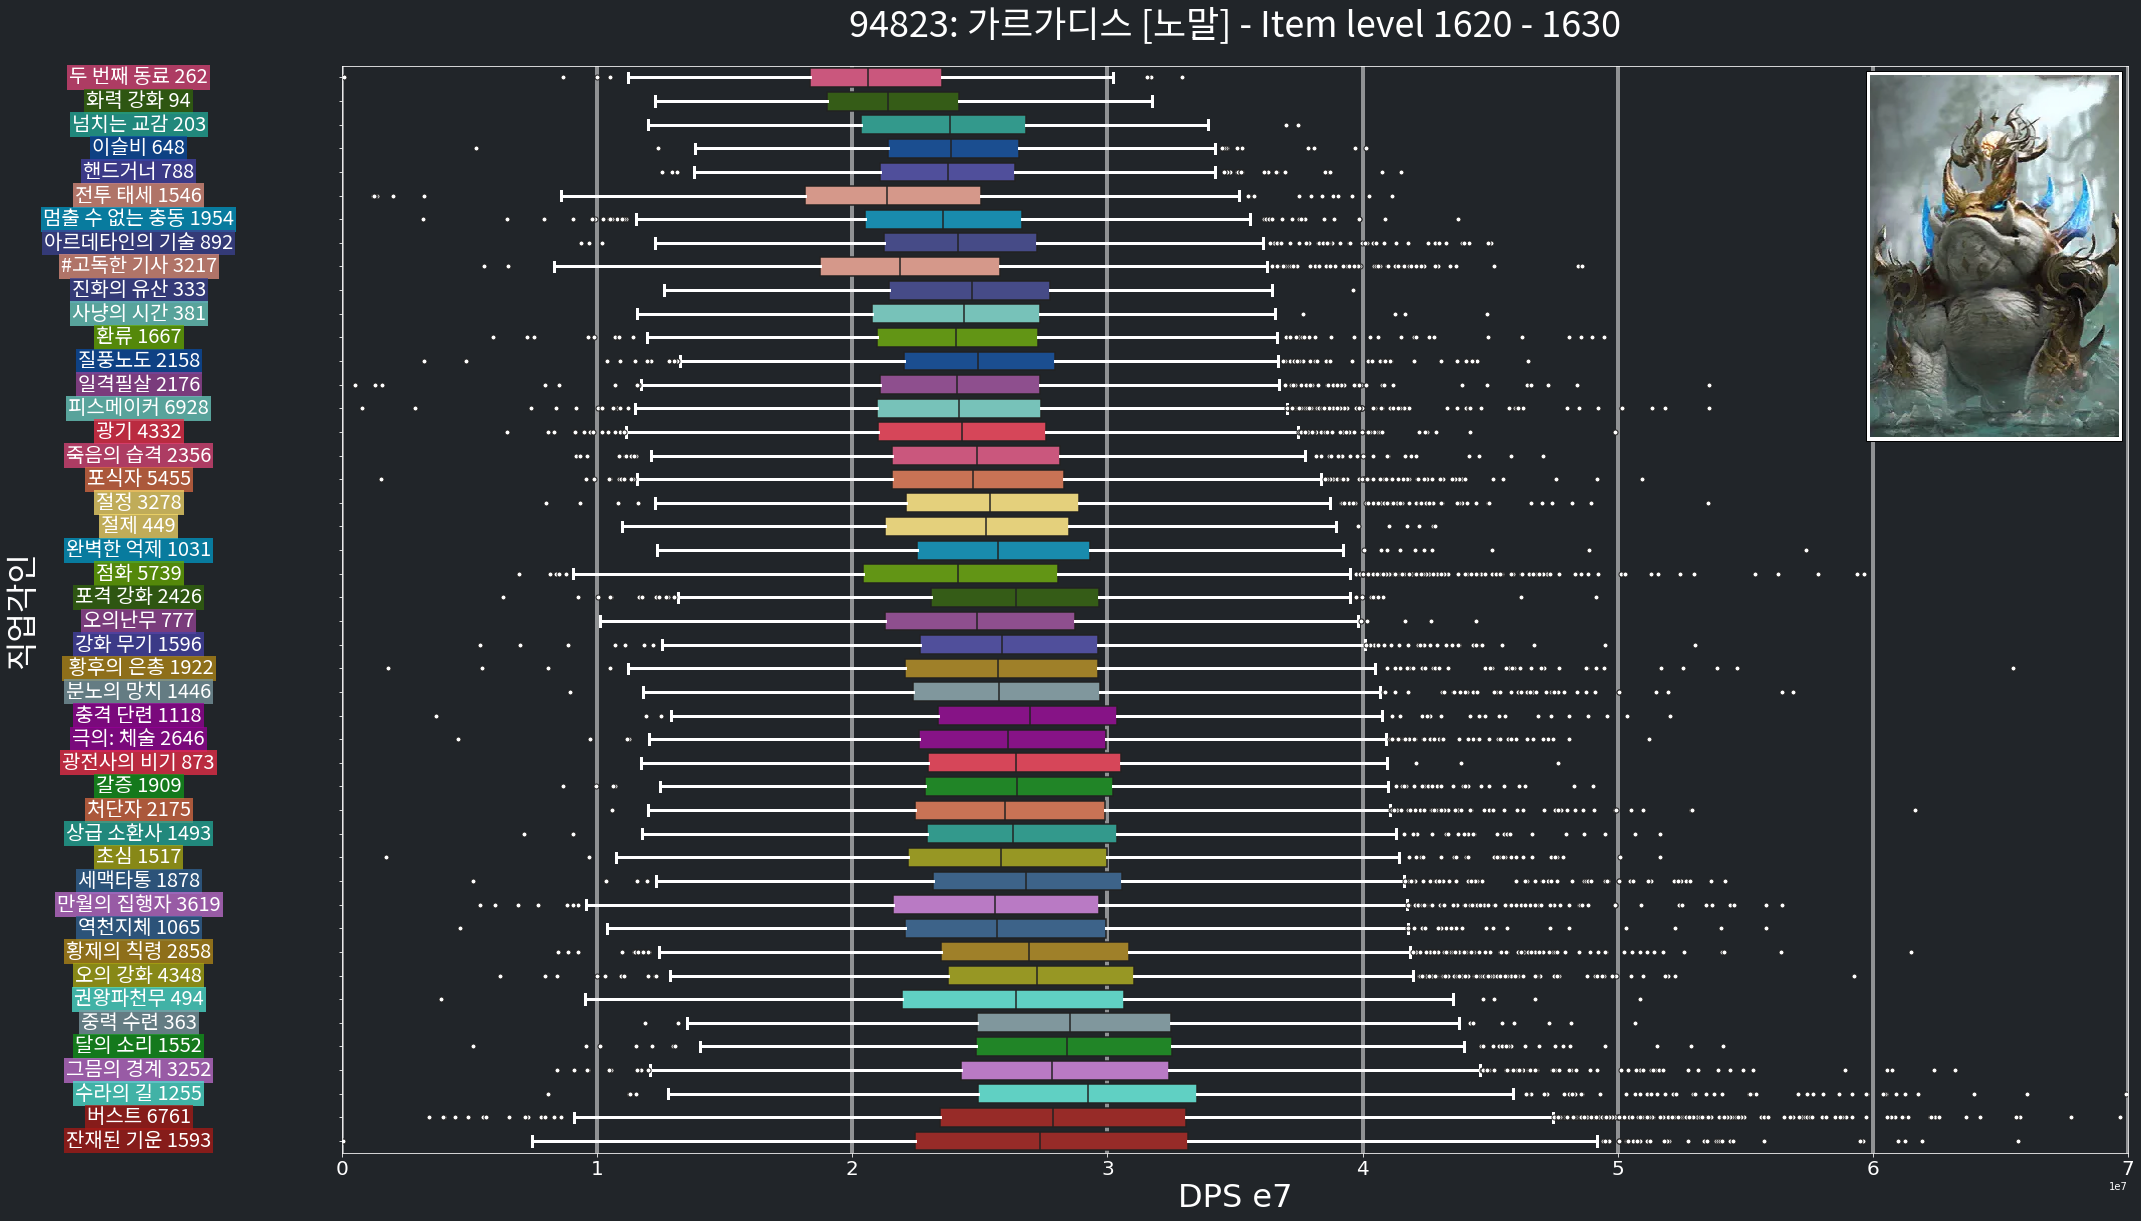 94823: 가르가디스 [노말] - Item level 1620 - 1630
두 번째 동료 262
화력 강화 94
넘치는 교감 203
이슬비 648
핸드거너 788
전투 태세 1546
멈출 수 없는 충동 1954
아르데타인의 기술 892
#고독한 기사 3217
진화의 유산 333
사냥의 시간 381
환류 1667
질풍노도 2158
일격필살 2176
피스메이커 6928
광기 4332
죽음의 습격 2356
포식자 5455
절정 3278
절제 449
완벽한 억제 1031
점화 5739
포격 강화 2426
오의난무 777
강화 무기 1596
황후의 은총 1922
분노의 망치 1446
충격 단련 1118
극의: 체술 2646
광전사의 비기 873
갈증 1909
처단자 2175
상급 소환사 1493
초심 1517
세맥타통 1878
만월의 집행자 3619
역천지체 1065
황제의 칙령 2858
오의 강화 4348
권왕파천무 494
중력 수련 363
달의 소리 1552
그믐의 경계 3252
수라의 길 1255
버스트 6761
잔재된 기운 1593
직업각인
0 1 2 3 4 5 6 7
1e7
DPS e7